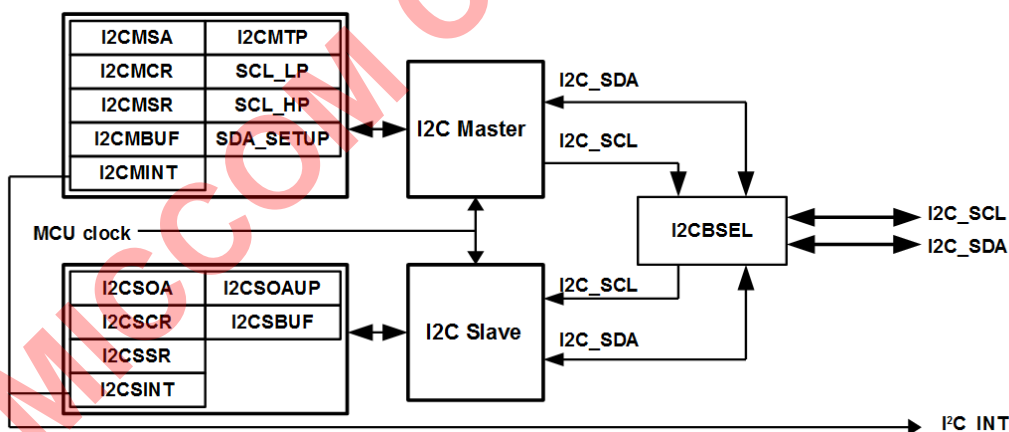 I2CMSA I2CMTP
I2CMCR SCL_LP
I2CMSR SCL_HP
I2CMBUF SDA_SETUP
I2CMINT
I2C Master
I2C_SDA
I2C_SCL
MCU clock
I2CBSEL
I2C_SCL
I2C_SDA
I2CSOA I2CSOAUP
I2CSCR I2CSBUF
I2CSSR
I2CSINT
I2C Slave
I2C_SCL
I2C_SDA
I²C INT
MICCOM C